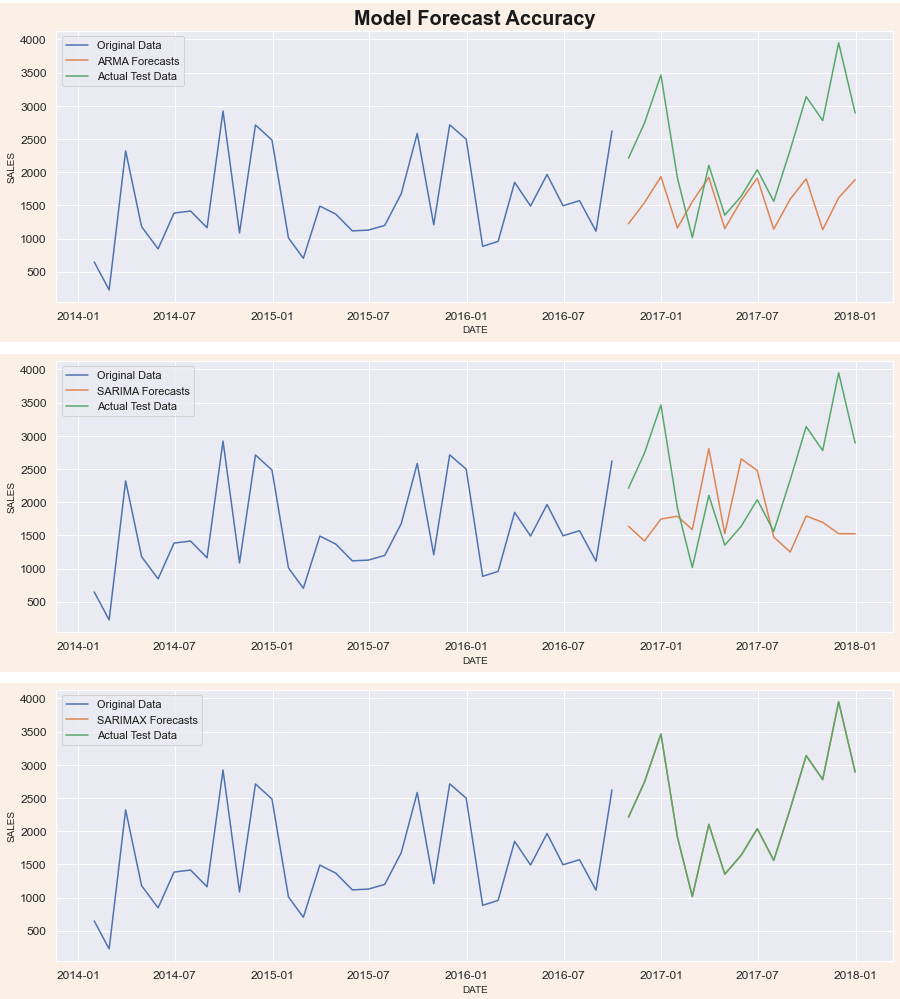 Model Forecast Accuracy
Original Data
ARMA Forecasts
Actual Test Data
4000
3500
3000
2500
2000
1500
1000
500
SALES
2014-01 2014-07 2015-01 2015-07 2016-01 2016-07 2017-01 2017-07 2018-01
DATE
Original Data
SARIMA Forecasts
Actual Test Data
4000
3500
3000
2500
2000
1500
1000
500
SALES
2014-01 2014-07 2015-01 2015-07 2016-01 2016-07 2017-01 2017-07 2018-01
DATE
Original Data
SARIMAX Forecasts
Actual Test Data
4000
3500
3000
2500
2000
1500
1000
500
SALES
2014-01 2014-07 2015-01 2015-07 2016-01 2016-07 2017-01 2017-07 2018-01
DATE